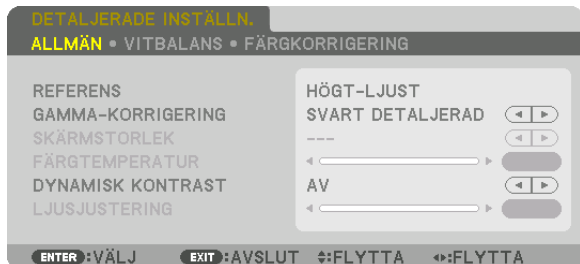 DETALJERADE INSTÄLLN.
ALLMÄN • VITBALANS • FÄRGKORRIGERING
REFERENS HÖGT-LJUST
GAMMA-KORRIGERING SVART DETALJERAD
SKÄRMSTORLEK ---
FÄRGTEMPERATUR
DYNAMISK KONTRAST AV
LJUSJUSTERING
ENTER :VÄLJ EXIT :AVSLUT :FLYTTA :FLYTTA